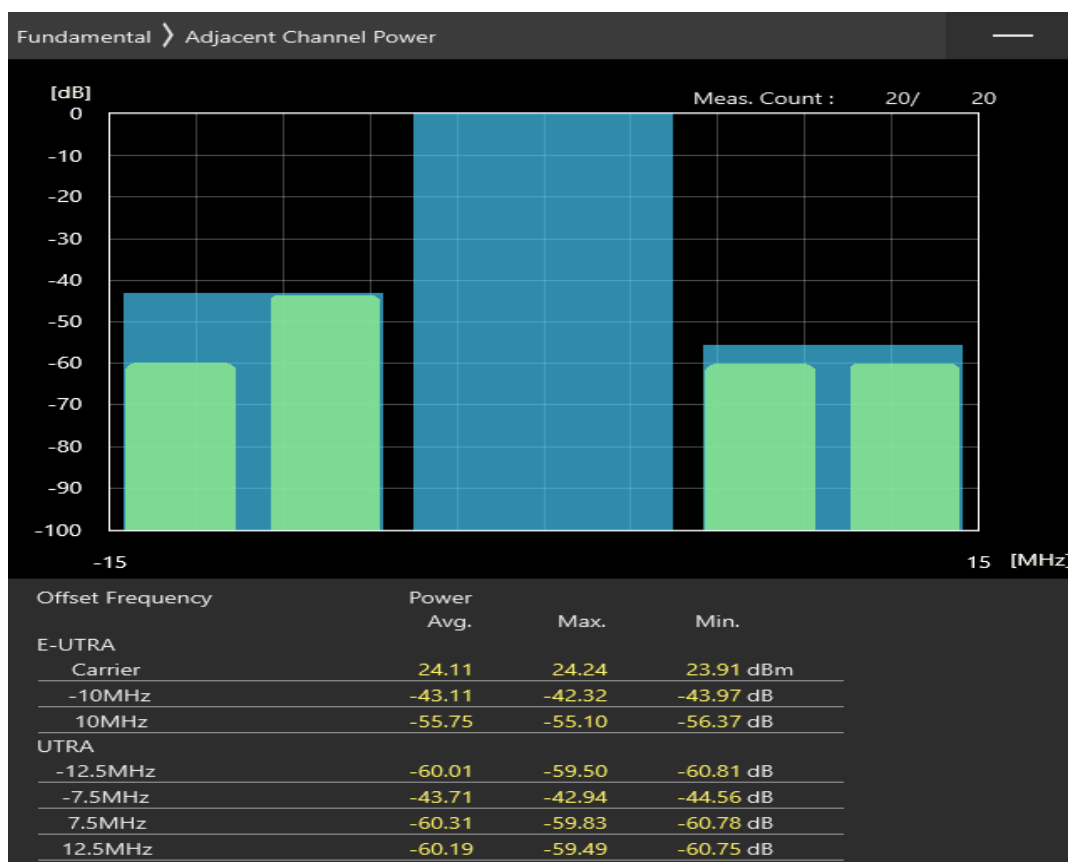 Fundamental 〉 Adjacent Channel Power
[dB]
Meas. Count : 20/ 20
0
-10
-20
-30
-40
-50
-60
-70
-80
-90
-100
-15 15 [MHz]
Offset Frequency Power
Avg. Max. Min.
E-UTRA
Carrier 24.11 24.24 23.91 dBm
-10MHz -43.11 -42.32 -43.97 dB
10MHz -55.75 -55.10 -56.37 dB
UTRA
-12.5MHz -60.01 -59.50 -60.81 dB
-7.5MHz -43.71 -42.94 -44.56 dB
7.5MHz -60.31 -59.83 -60.78 dB
12.5MHz -60.19 -59.49 -60.75 dB